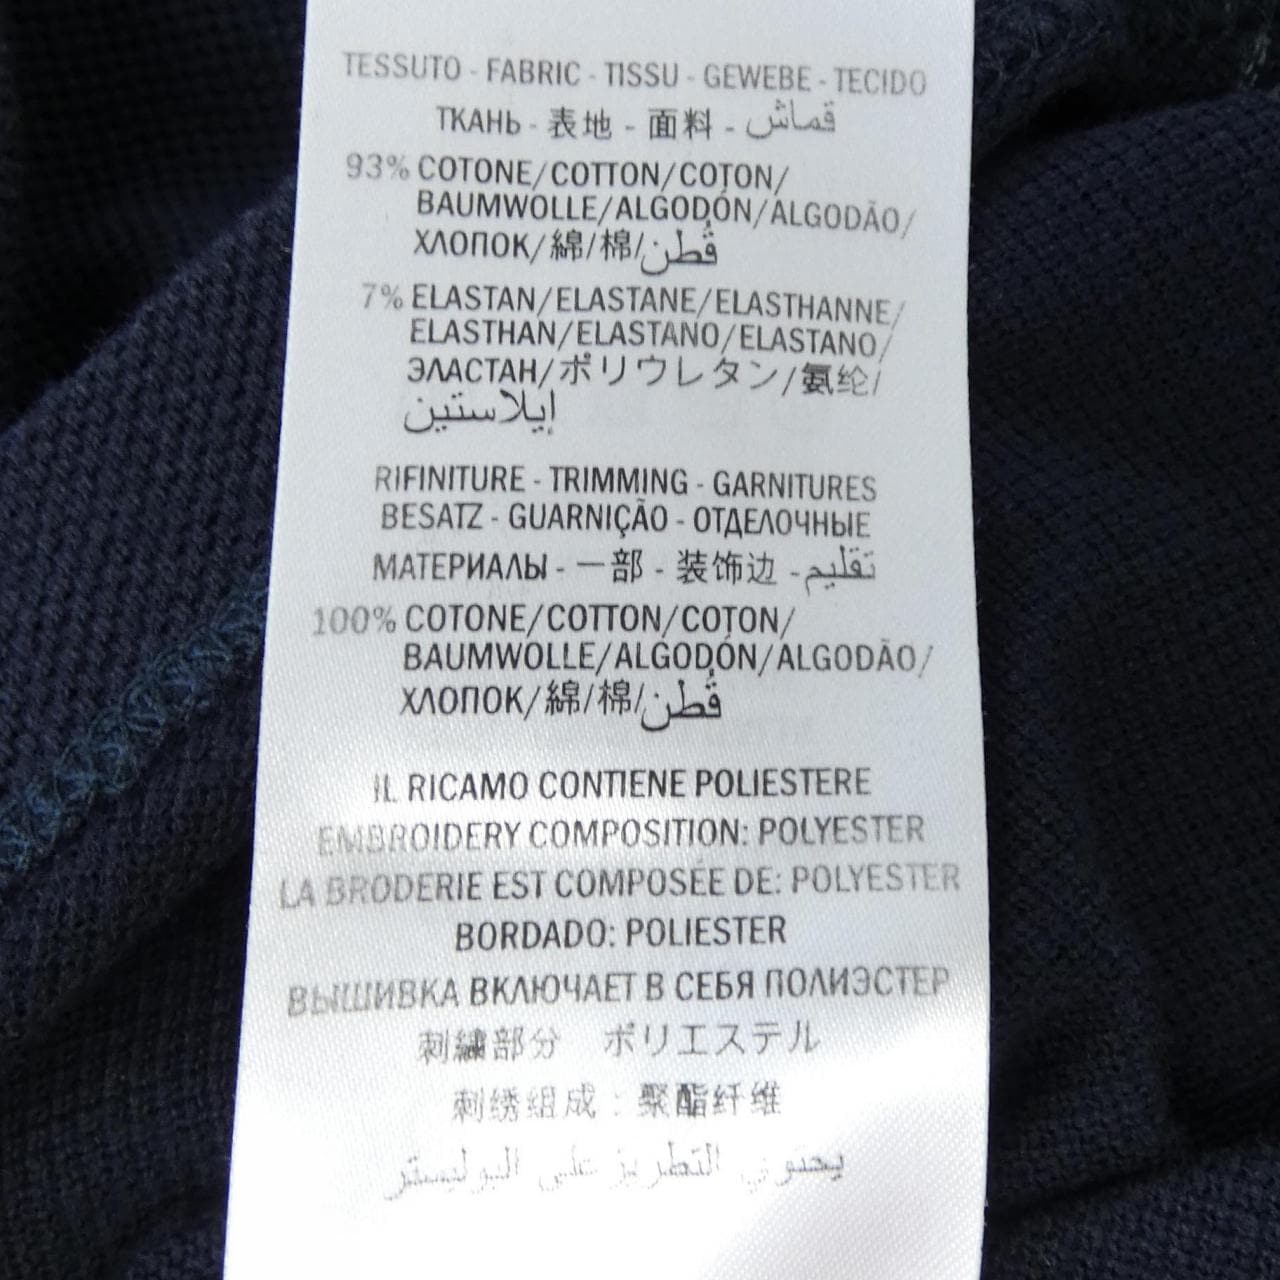 TESSUTO - FABRIC - TISSU - GEWEBE - TECIDO
ТКАНЬ - 表地 - 面料 - قماش
93% COTONE/COTTON/COTON/
BAUMWOLLE/ALGODÓN/ALGODÃO/
ХЛОПОК/綿/棉/قُطن
7% ELASTAN/ELASTANE/ELASTHANNE/
ELASTHAN/ELASTANO/ELASTANO/
ЭЛАСТАН/ポリウレタン/氨纶/
إيلاستين
RIFINITURE - TRIMMING - GARNITURES
BESATZ - GUARNIÇÃO - ОТДЕЛОЧНЫЕ
МАТЕРИАЛЫ - 一部 - 装饰边 - تقليم
100% COTONE/COTTON/COTON/
BAUMWOLLE/ALGODÓN/ALGODÃO/
ХЛОПОК/綿/棉/قُطن
IL RICAMO CONTIENE POLIESTERE
EMBROIDERY COMPOSITION: POLYESTER
LA BRODERIE EST COMPOSÉE DE: POLYESTER
BORDADO: POLIESTER
ВЫШИВКА ВКЛЮЧАЕТ В СЕБЯ ПОЛИЭСТЕР
刺繍部分 ポリエステル
刺绣组成：聚酯纤维
يحتوي التطريز على البوليستر